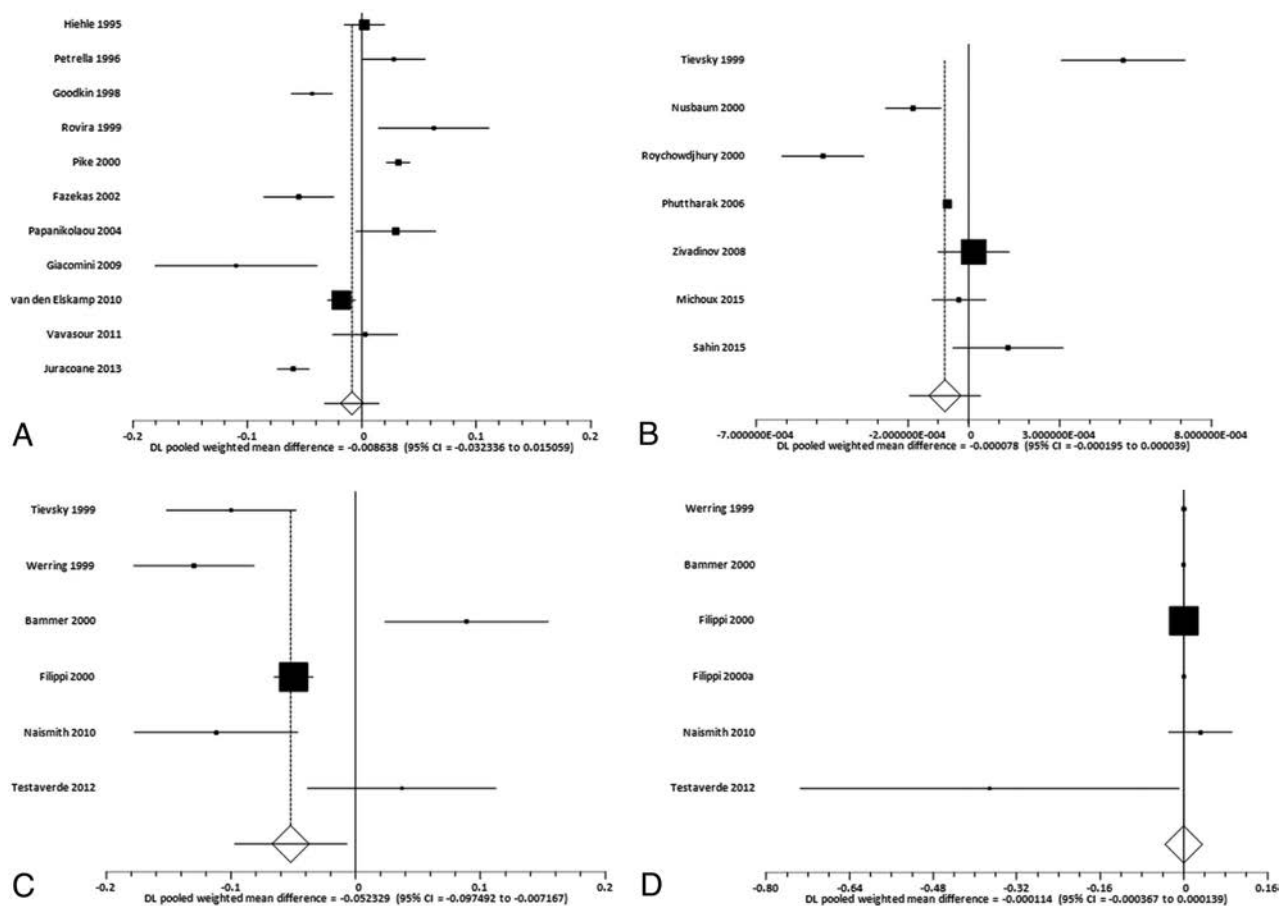 Hiehle 1995
Petrella 1996
Goodkin 1998
Rovira 1999
Pike 2000
Fazekas 2002
Papanikolaou 2004
Giacomini 2009
van den Elskamp 2010
Vavasour 2011
Juracoane 2013
-0.2 -0.1 0 0.1 0.2
DL pooled weighted mean difference = -0.008638 (95% CI = -0.032336 to 0.015059)
A
Tievsky 1999
Nusbaum 2000
Roychowdjhury 2000
Phuttharak 2006
Zivadinov 2008
Michoux 2015
Sahin 2015
-7.0000000E-004 -2.0000000E-004 0 3.0000000E-004 8.0000000E-004
DL pooled weighted mean difference = -0.000078 (95% CI = -0.000195 to 0.000039)
B
Tievsky 1999
Werring 1999
Bammer 2000
Filippi 2000
Naismith 2010
Testaverde 2012
-0.2 -0.1 0 0.1 0.2
DL pooled weighted mean difference = -0.052329 (95% CI = -0.097492 to -0.007167)
C
Werring 1999
Bammer 2000
Filippi 2000
Filippi 2000a
Naismith 2010
Testaverde 2012
-0.80 -0.64 -0.48 -0.32 -0.16 0 0.16
DL pooled weighted mean difference = -0.000114 (95% CI = -0.000367 to 0.000139)
D